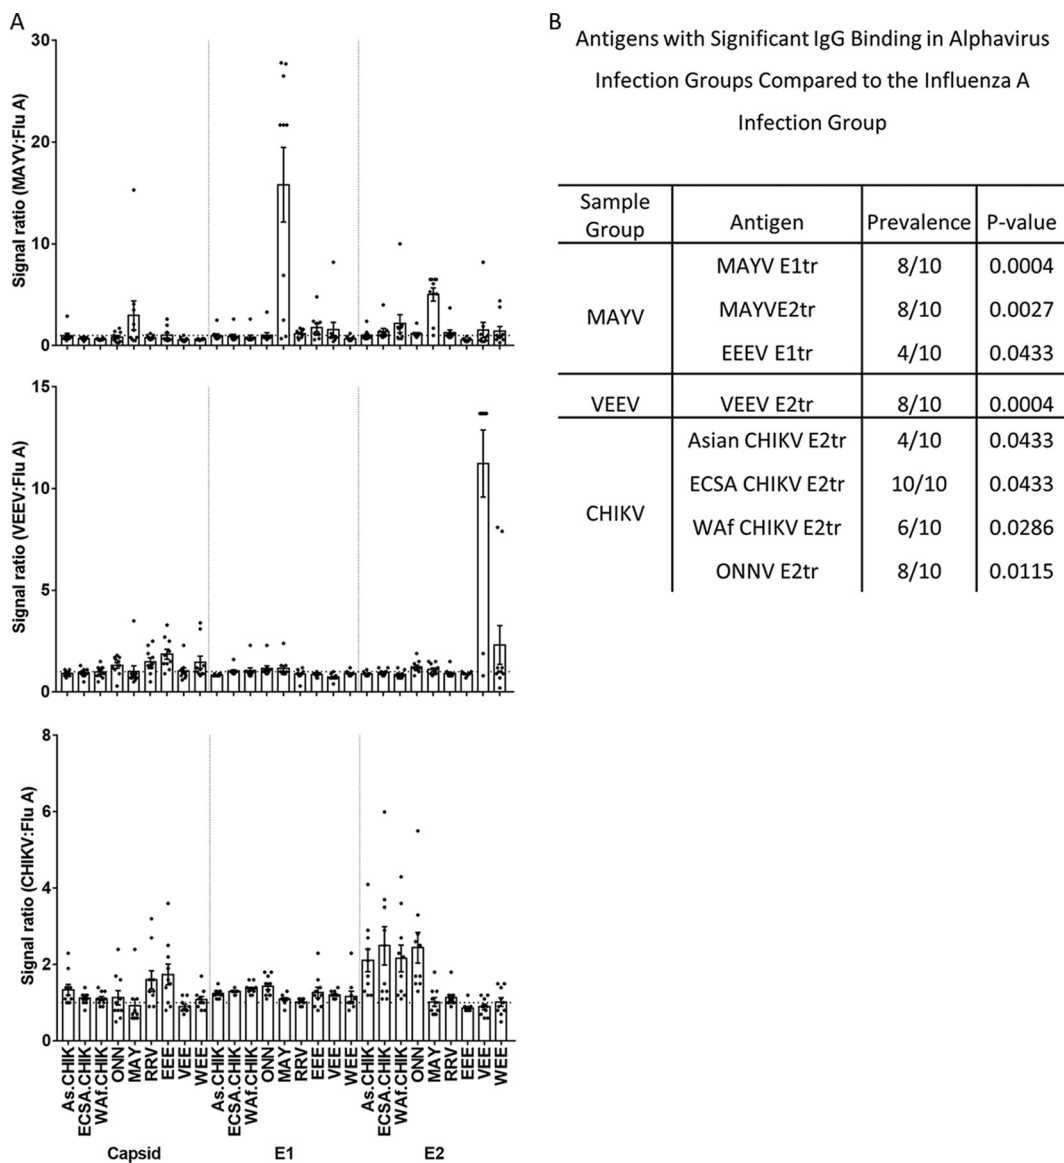 A
30
20
10
0
Signal ratio (MAYV:Flu A)
15
10
5
0
Signal ratio (VEEV:Flu A)
8
6
4
2
0
Signal ratio (CHIKV:Flu A)
As.CHIK
ECSA.CHIK
WAf.CHIK
ONN
MAY
RRV
EEE
VEE
WEE
As.CHIK
ECSA.CHIK
WAf.CHIK
ONN
MAY
RRV
EEE
VEE
WEE
As.CHIK
ECSA.CHIK
WAf.CHIK
ONN
MAY
RRV
EEE
VEE
WEE
Capsid E1 E2
B
Antigens with Significant IgG Binding in Alphavirus
Infection Groups Compared to the Influenza A
Infection Group
Sample
Group Antigen Prevalence P-value
MAYV
MAYV E1tr 8/10 0.0004
MAYVE2tr 8/10 0.0027
EEEV E1tr 4/10 0.0433
VEEV VEEV E2tr 8/10 0.0004
CHIKV
Asian CHIKV E2tr 4/10 0.0433
ECSA CHIKV E2tr 10/10 0.0433
WAf CHIKV E2tr 6/10 0.0286
ONNV E2tr 8/10 0.0115